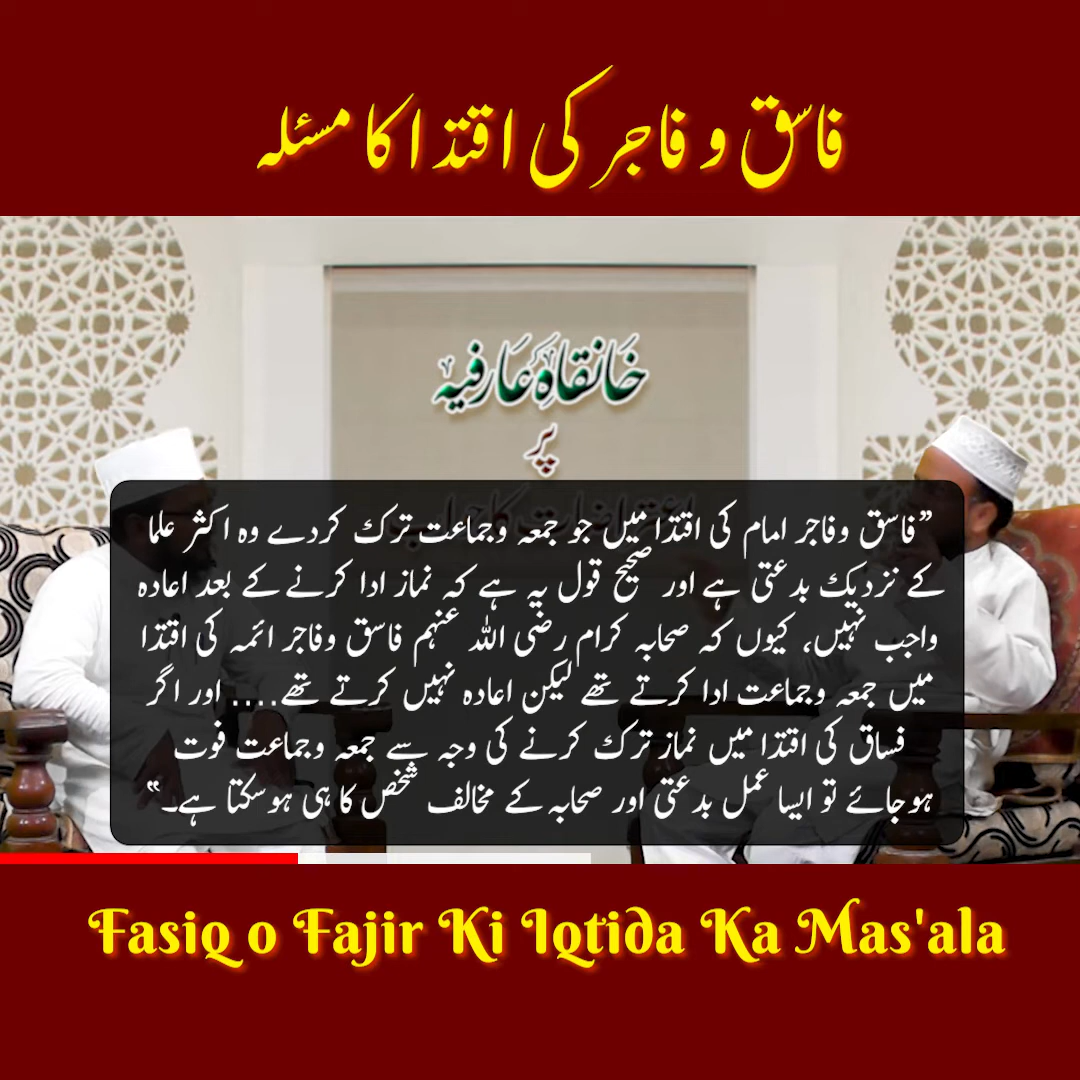 فاسق و فاجر کی اقتدا کا مسئلہ
خانقاہ عارفیہ
پر
”فاسق وفاجر امام کی اقتدا میں جو جمعہ وجماعت ترک کردے وہ اکثر علما
کے نزدیک بدعتی ہے اور صحیح قول یہ ہے کہ نماز ادا کرنے کے بعد اعادہ
واجب نہیں، کیوں کہ صحابہ کرام رضی اللہ عنہم فاسق وفاجر ائمہ کی اقتدا
میں جمعہ وجماعت ادا کرتے تھے لیکن اعادہ نہیں کرتے تھے.... اور اگر
فساق کی اقتدا میں نماز ترک کرنے کی وجہ سے جمعہ وجماعت فوت
ہوجائے تو ایسا عمل بدعتی اور صحابہ کے مخالف شخص کا ہی ہوسکتا ہے۔“
Fasiq o Fajir Ki Iqtida Ka Mas'ala